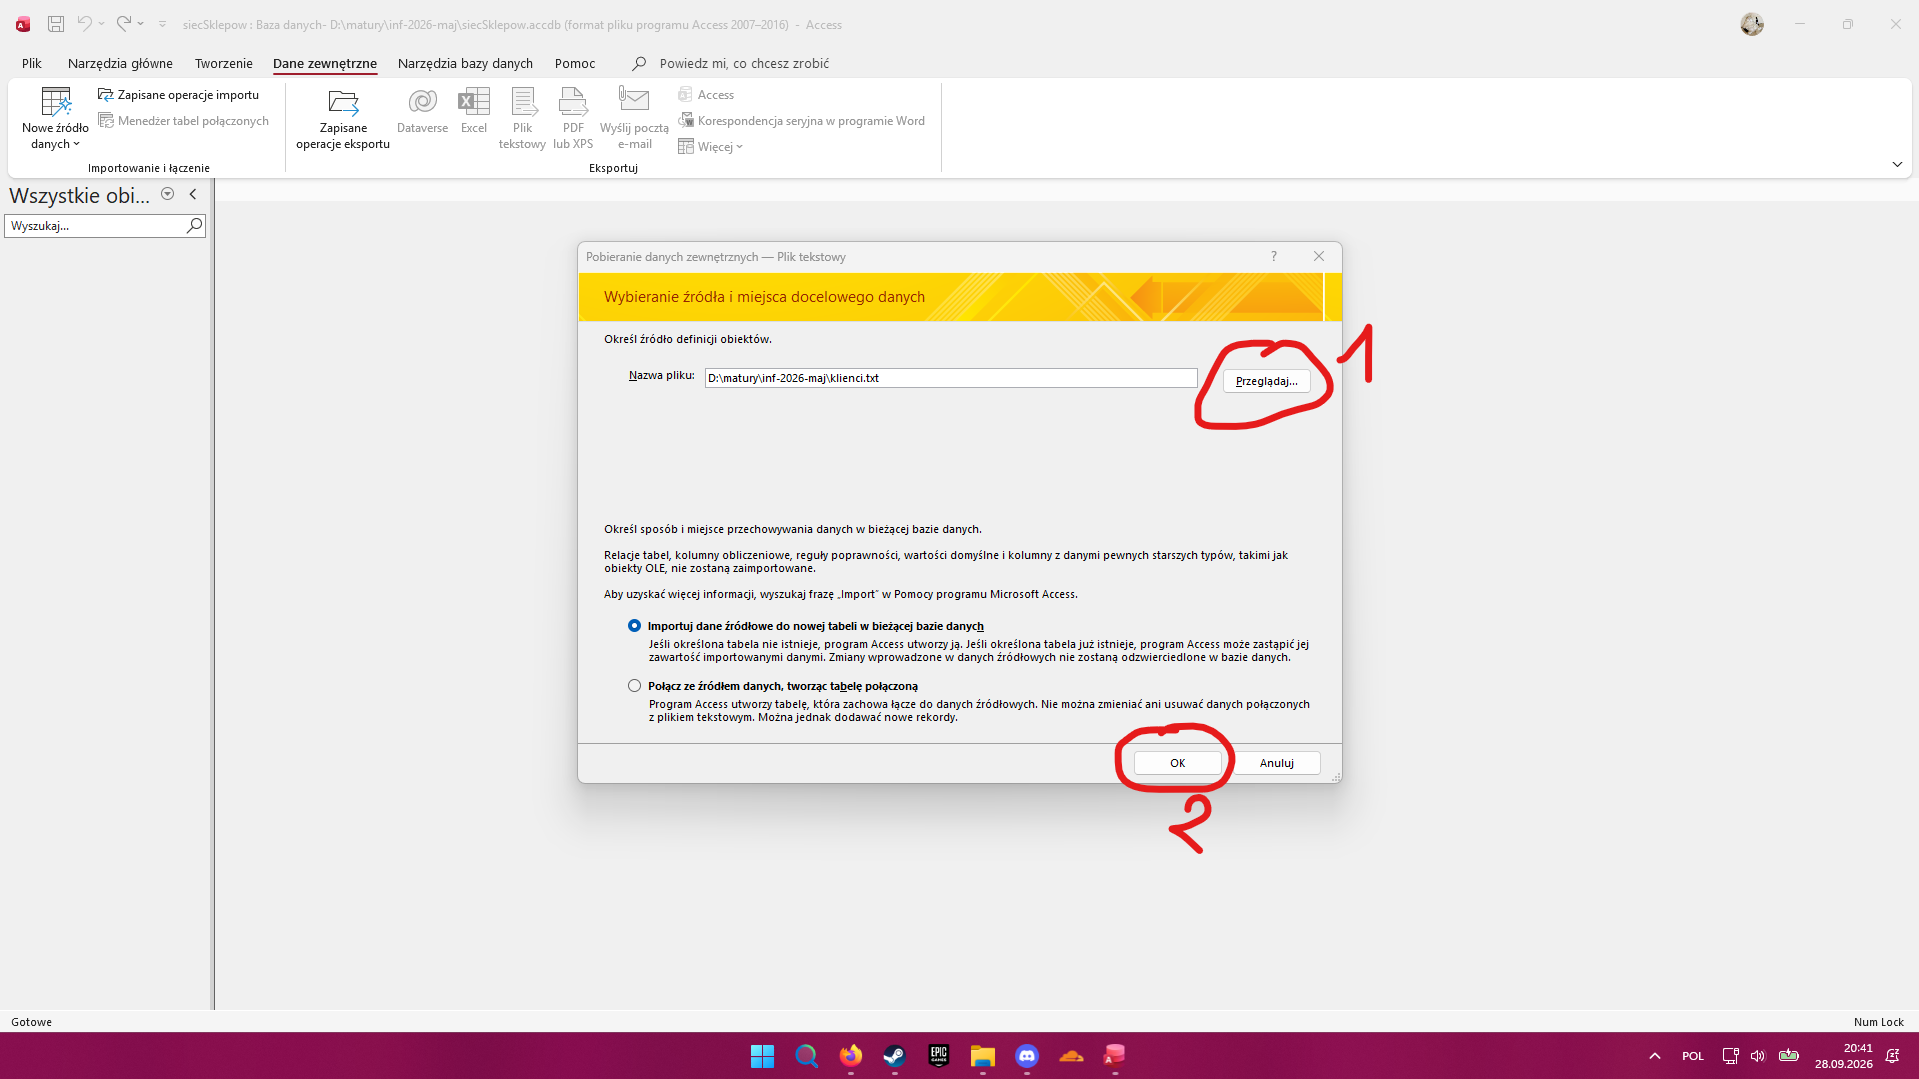 siecSklepow : Baza danych- D:\matury\inf-2026-maj\siecSklepow.accdb (format pliku programu Access 2007–2016) - Access
Plik Narzędzia główne Tworzenie Dane zewnętrzne Narzędzia bazy danych Pomoc Powiedz mi, co chcesz zrobić
Nowe źródło danych
Zapisane operacje importu
Menedżer tabel połączonych
Importowanie i łączenie
Zapisane operacje eksportu
Dataverse
Excel
Plik tekstowy
PDF lub XPS
Wyślij pocztą e-mail
Access
Korespondencja seryjna w programie Word
Więcej
Eksportuj
Wszystkie obi...
Wyszukaj...
Pobieranie danych zewnętrznych — Plik tekstowy
?
Wybieranie źródła i miejsca docelowego danych
Określ źródło definicji obiektów.
Nazwa pliku: D:\matury\inf-2026-maj\klienci.txt Przeglądaj...
1
Określ sposób i miejsce przechowywania danych w bieżącej bazie danych.
Relacje tabel, kolumny obliczeniowe, reguły poprawności, wartości domyślne i kolumny z danymi pewnych starszych typów, takimi jak
obiekty OLE, nie zostaną zaimportowane.
Aby uzyskać więcej informacji, wyszukaj frazę „Import” w Pomocy programu Microsoft Access.
Importuj dane źródłowe do nowej tabeli w bieżącej bazie danych
Jeśli określona tabela nie istnieje, program Access utworzy ją. Jeśli określona tabela już istnieje, program Access może zastąpić jej
zawartość importowanymi danymi. Zmiany wprowadzone w danych źródłowych nie zostaną odzwierciedlone w bazie danych.
Połącz ze źródłem danych, tworząc tabelę połączoną
Program Access utworzy tabelę, która zachowa łącze do danych źródłowych. Nie można zmieniać ani usuwać danych połączonych
z plikiem tekstowym. Można jednak dodawać nowe rekordy.
OK Anuluj
2
Gotowe
Num Lock
EPIC GAMES
POL
20:41
28.09.2026